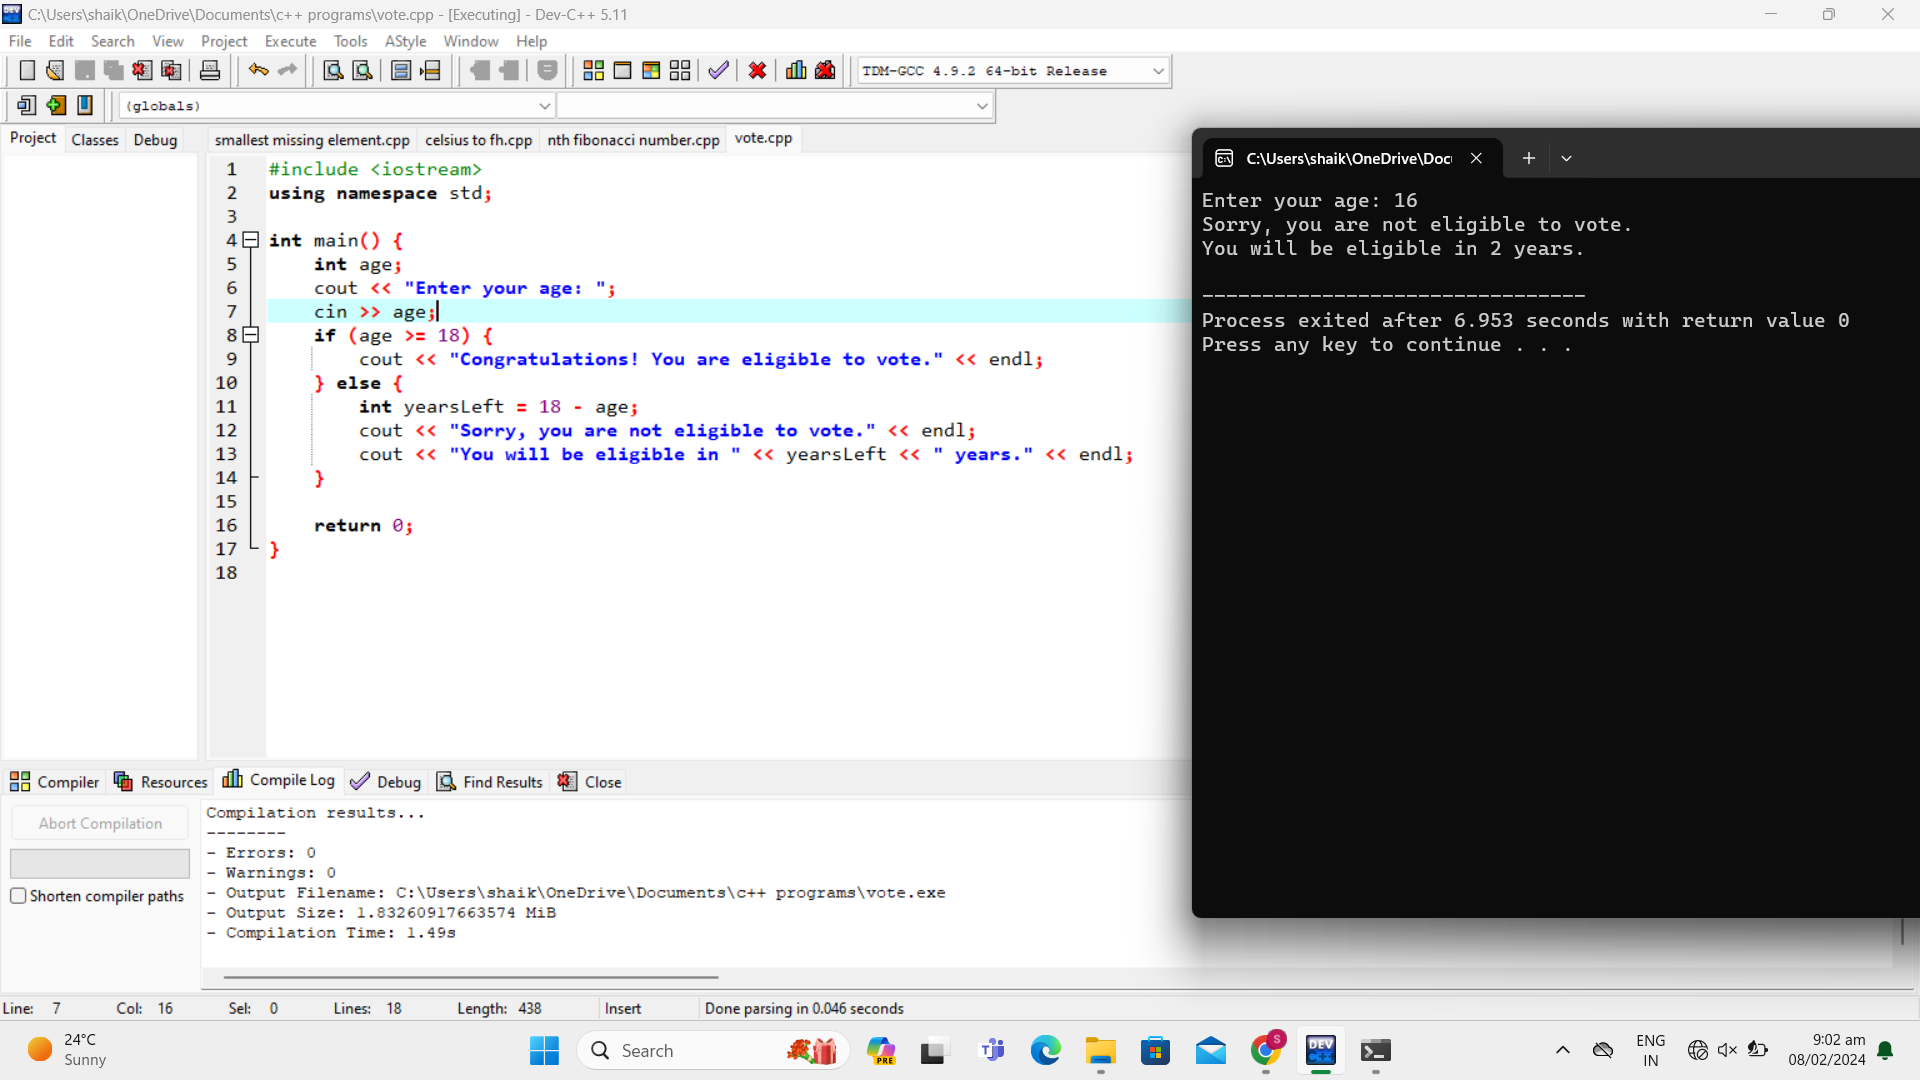 C:\Users\shaik\OneDrive\Documents\c++ programs\vote.cpp - [Executing] - Dev-C++ 5.11
File Edit Search View Project Execute Tools AStyle Window Help
TDM-GCC 4.9.2 64-bit Release
(globals)
Project Classes Debug
smallest missing element.cpp celsius to fh.cpp nth fibonacci number.cpp vote.cpp
1 #include <iostream>
2 using namespace std;
3
4 int main() {
5 int age;
6 cout << "Enter your age: ";
7 cin >> age;
8 if (age >= 18) {
9 cout << "Congratulations! You are eligible to vote." << endl;
10 } else {
11 int yearsLeft = 18 - age;
12 cout << "Sorry, you are not eligible to vote." << endl;
13 cout << "You will be eligible in " << yearsLeft << " years." << endl;
14 }
15
16 return 0;
17 }
18
C:\Users\shaik\OneDrive\Doc
Enter your age: 16
Sorry, you are not eligible to vote.
You will be eligible in 2 years.
--------------------------------
Process exited after 6.953 seconds with return value 0
Press any key to continue . . .
Compiler Resources Compile Log Debug Find Results Close
Abort Compilation
Shorten compiler paths
Compilation results...
--------
- Errors: 0
- Warnings: 0
- Output Filename: C:\Users\shaik\OneDrive\Documents\c++ programs\vote.exe
- Output Size: 1.83260917663574 MiB
- Compilation Time: 1.49s
Line: 7 Col: 16 Sel: 0 Lines: 18 Length: 438 Insert Done parsing in 0.046 seconds
24°C
Sunny
Search
PRE
S
DEV
ENG
IN
9:02 am
08/02/2024